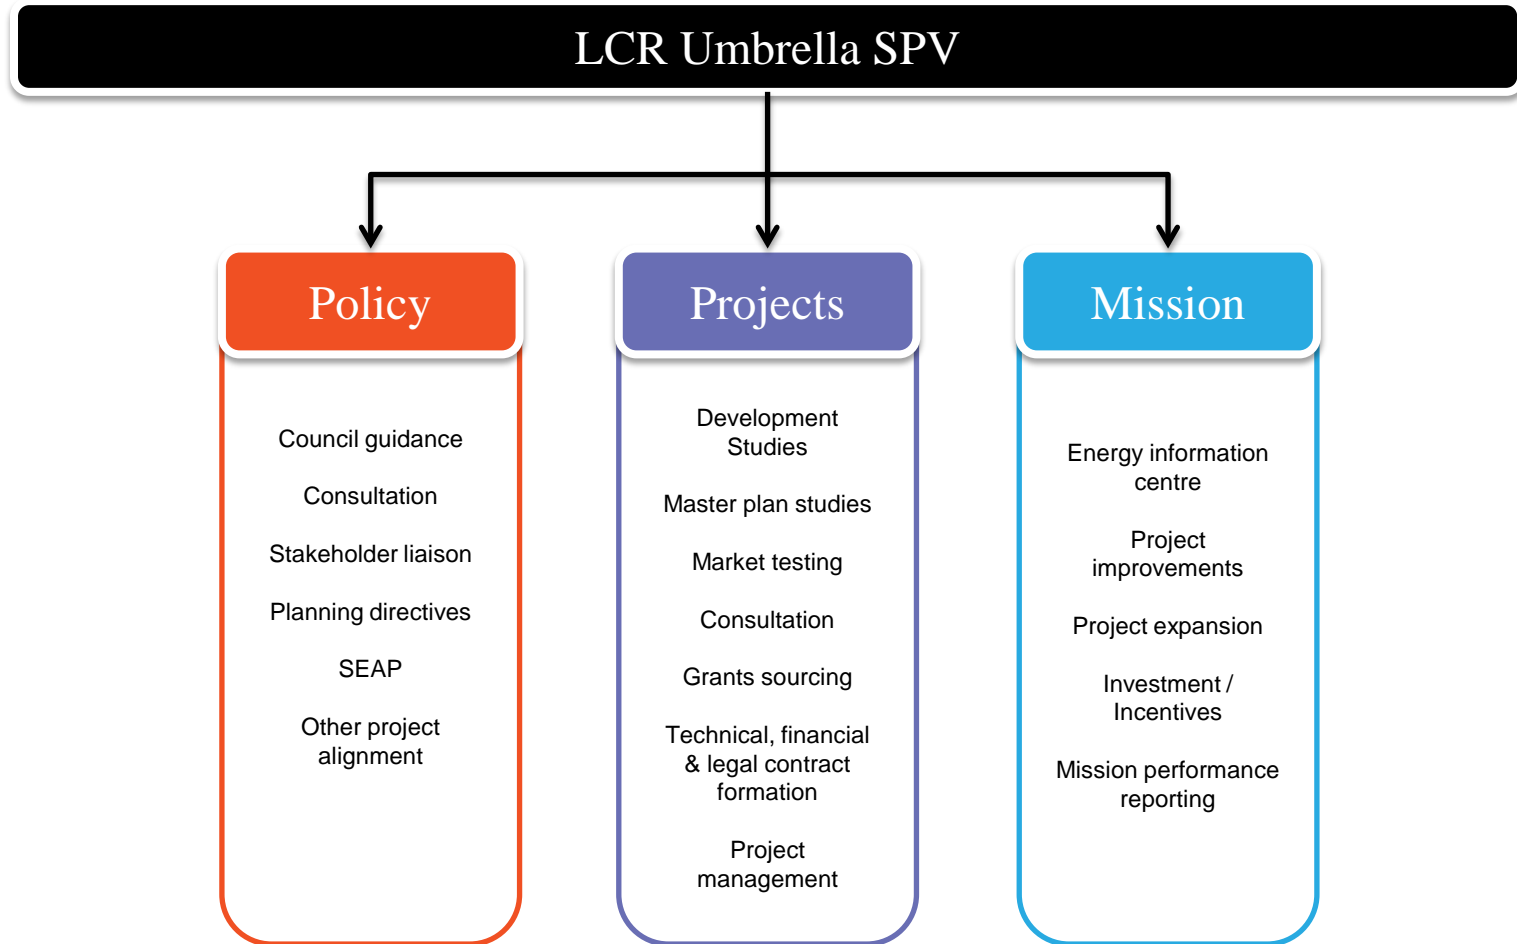 LCR Umbrella SPV
Policy
Council guidance
Consultation
Stakeholder liaison
Planning directives
SEAP
Other project
alignment
Projects
Development
Studies
Master plan studies
Market testing
Consultation
Grants sourcing
Technical, financial
& legal contract
formation
Project
management
Mission
Energy information
centre
Project
improvements
Project expansion
Investment /
Incentives
Mission performance
reporting